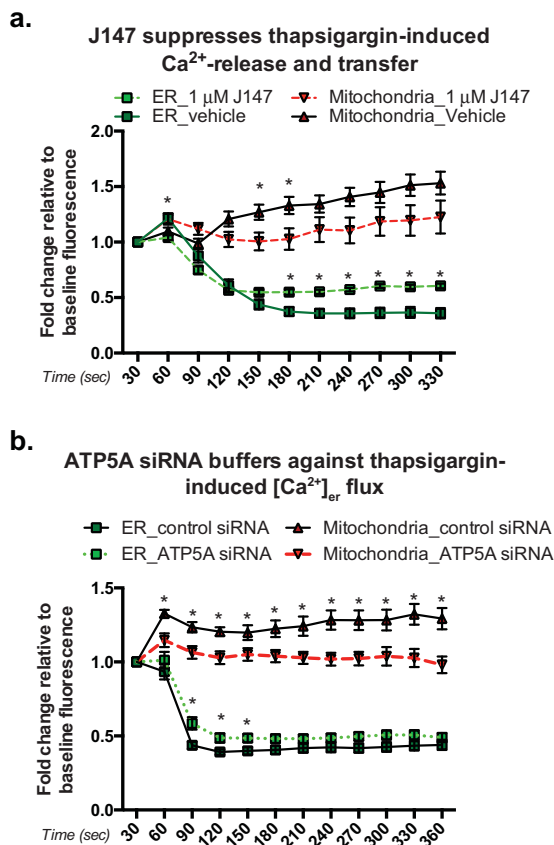 a.
J147 suppresses thapsigargin-induced
Ca²⁺-release and transfer
ER_1 μM J147 Mitochondria_1 μM J147
ER_vehicle Mitochondria_Vehicle
Fold change relative to
baseline fluorescence
2.0
1.5
1.0
0.5
0.0
* * *
* * * * * *
Time (sec) 30 60 90 120 150 180 210 240 270 300 330
b.
ATP5A siRNA buffers against thapsigargin-
induced [Ca²⁺]er flux
ER_control siRNA Mitochondria_control siRNA
ER_ATP5A siRNA Mitochondria_ATP5A siRNA
Fold change relative to
baseline fluorescence
1.5
1.0
0.5
0.0
* * * * * * * * * * *
* * *
Time (sec) 30 60 90 120 150 180 210 240 270 300 330 360